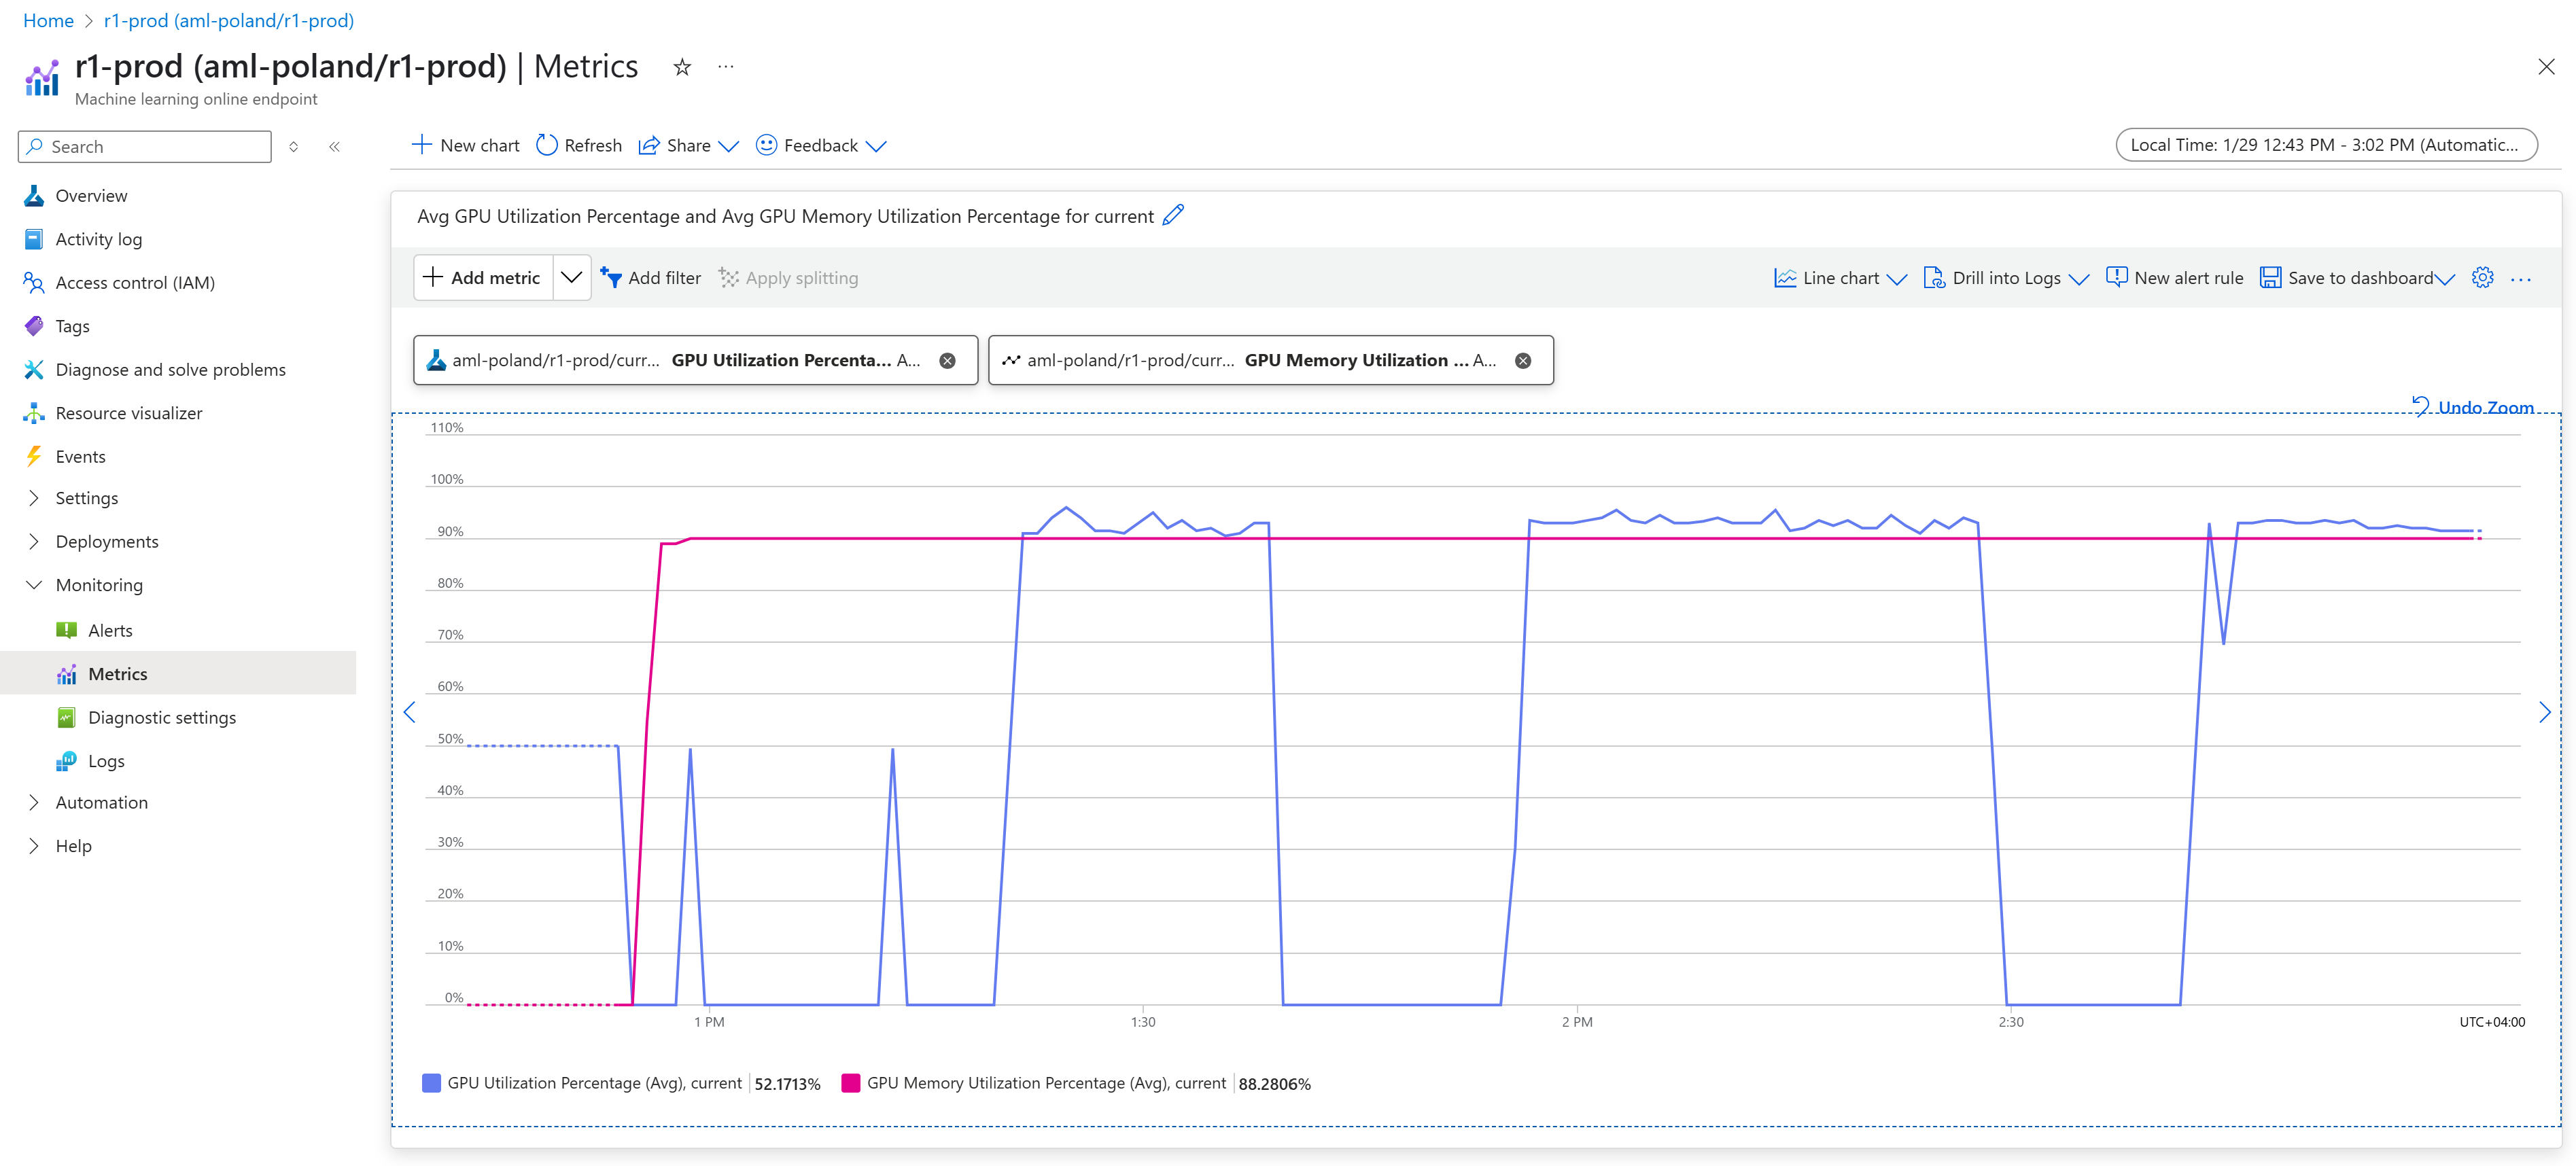 Home > r1-prod (aml-poland/r1-prod)
r1-prod (aml-poland/r1-prod) | Metrics
Machine learning online endpoint
Search
Overview
Activity log
Access control (IAM)
Tags
Diagnose and solve problems
Resource visualizer
Events
Settings
Deployments
Monitoring
Alerts
Metrics
Diagnostic settings
Logs
Automation
Help
New chart Refresh Share Feedback
Local Time: 1/29 12:43 PM - 3:02 PM (Automatic...
Avg GPU Utilization Percentage and Avg GPU Memory Utilization Percentage for current
Add metric Add filter Apply splitting Line chart Drill into Logs New alert rule Save to dashboard
aml-poland/r1-prod/curr... GPU Utilization Percenta... A...
aml-poland/r1-prod/curr... GPU Memory Utilization ... A...
Undo Zoom
110%
100%
90%
80%
70%
60%
50%
40%
30%
20%
10%
0%
1 PM 1:30 2 PM 2:30 UTC+04:00
GPU Utilization Percentage (Avg), current | 52.1713% GPU Memory Utilization Percentage (Avg), current | 88.2806%